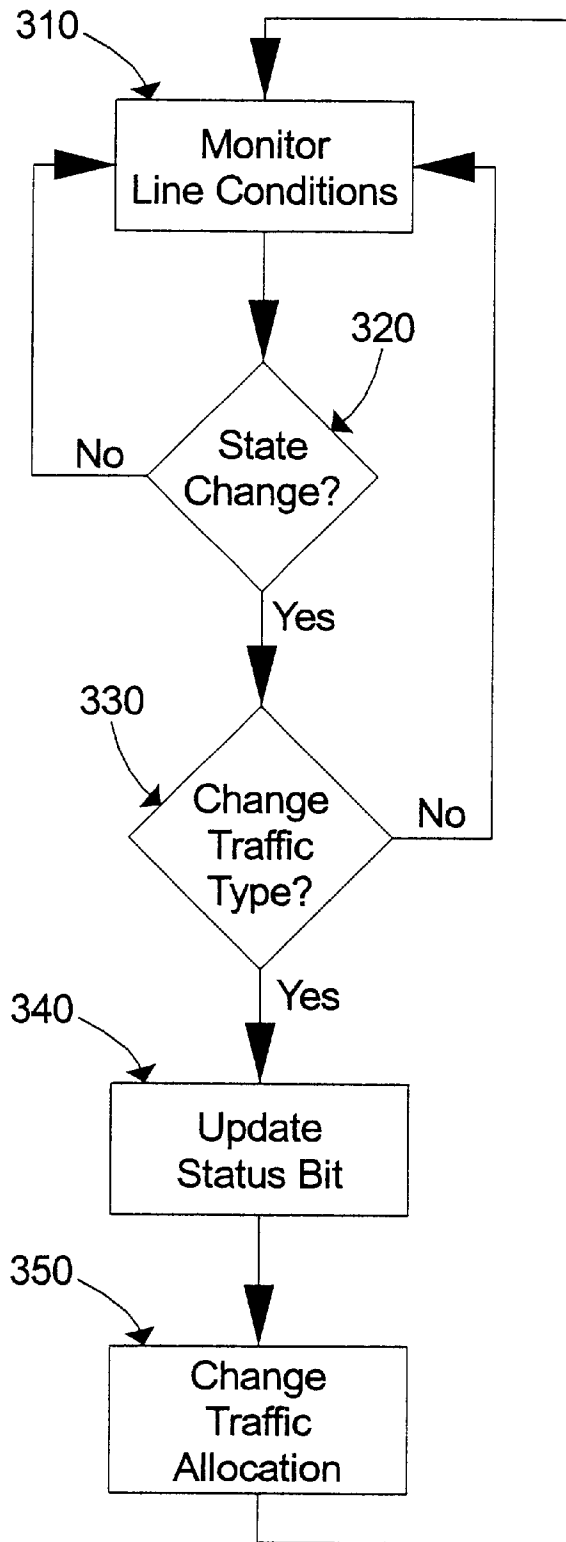 310
Monitor
Line Conditions
320
State
Change?
No
Yes
330
Change
Traffic
Type?
No
Yes
340
Update
Status Bit
350
Change
Traffic
Allocation